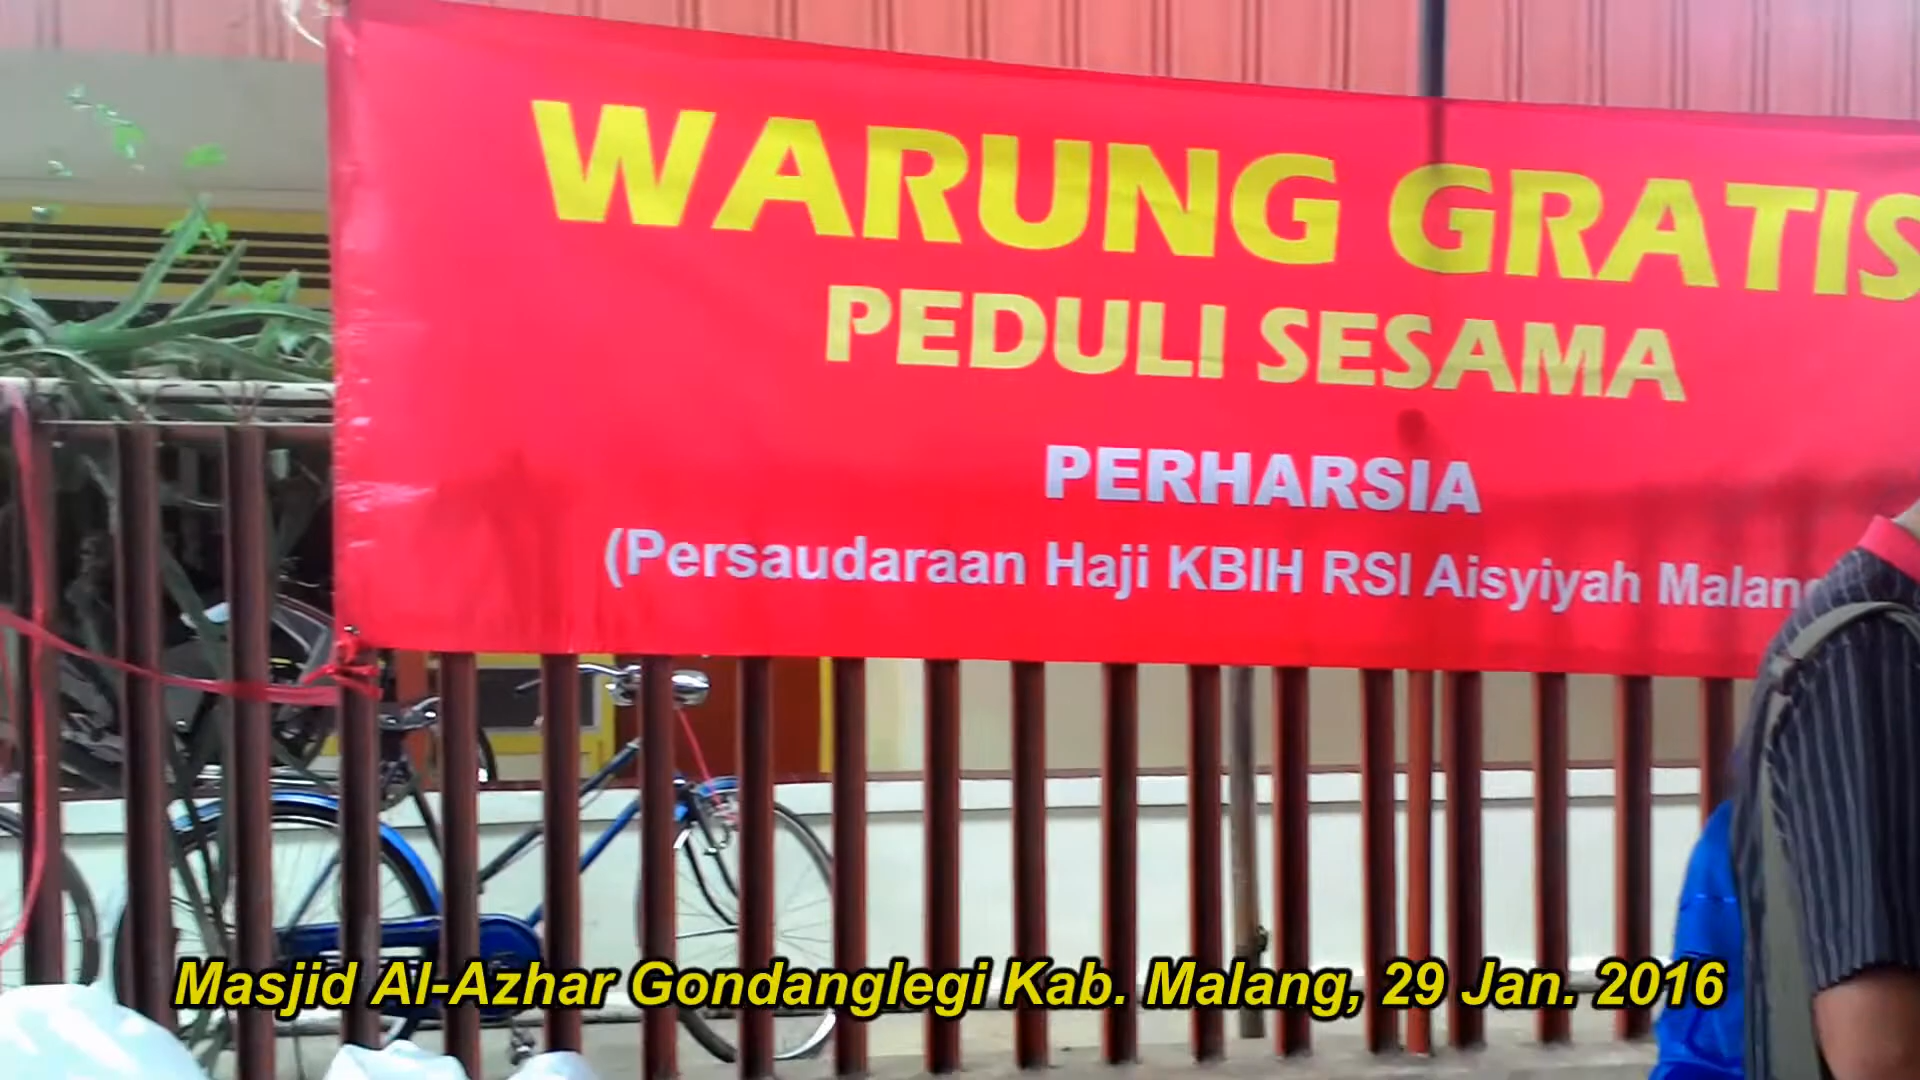 WARUNG GRATIS
PEDULI SESAMA
PERHARSIA
(Persaudaraan Haji KBIH RSI Aisyiyah Malang
Masjid Al-Azhar Gondanglegi Kab. Malang, 29 Jan. 2016